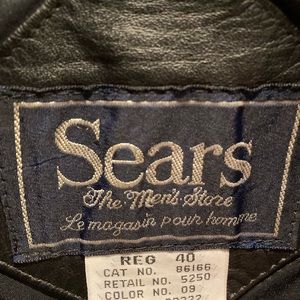 Sears
The Men's Store
Le magasin pour homme
REG 40
CAT NO. 86166
RETAIL NO. 5250
COLOR NO. 09